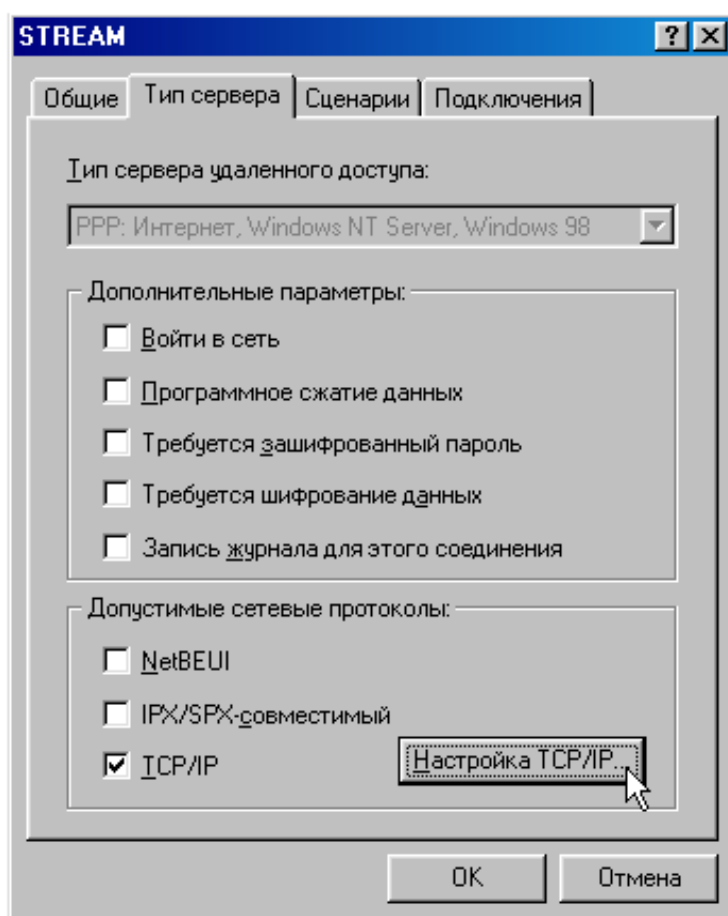 STREAM
Общие Тип сервера Сценарии Подключения
Тип сервера удаленного доступа:
PPP: Интернет, Windows NT Server, Windows 98
Дополнительные параметры:
Войти в сеть
Программное сжатие данных
Требуется зашифрованный пароль
Требуется шифрование данных
Запись журнала для этого соединения
Допустимые сетевые протоколы:
NetBEUI
IPX/SPX-совместимый
TCP/IP Настройка TCP/IP...
OK Отмена